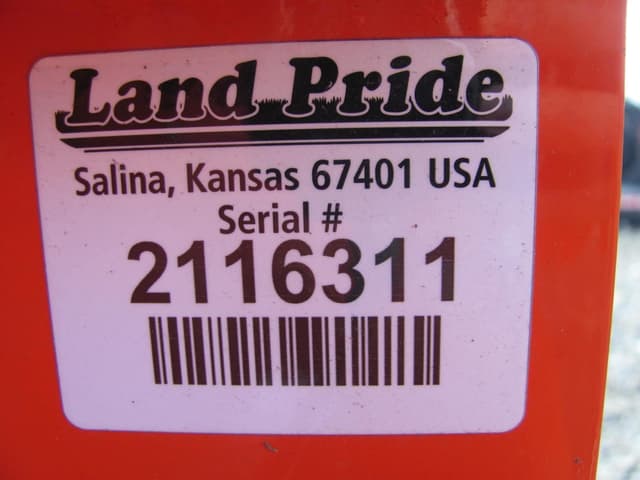 Land Pride
Salina, Kansas 67401 USA
Serial #
2116311